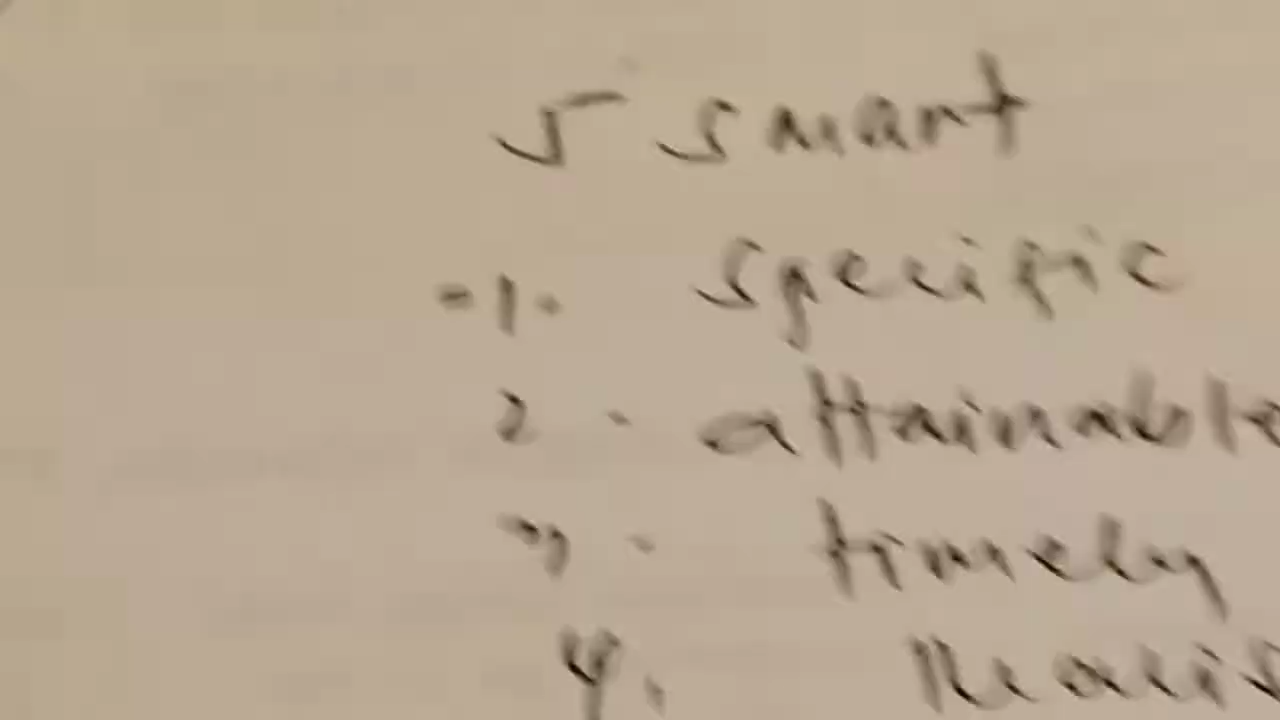 5 smart
-1. specific
2. attainable
3. timely
4.